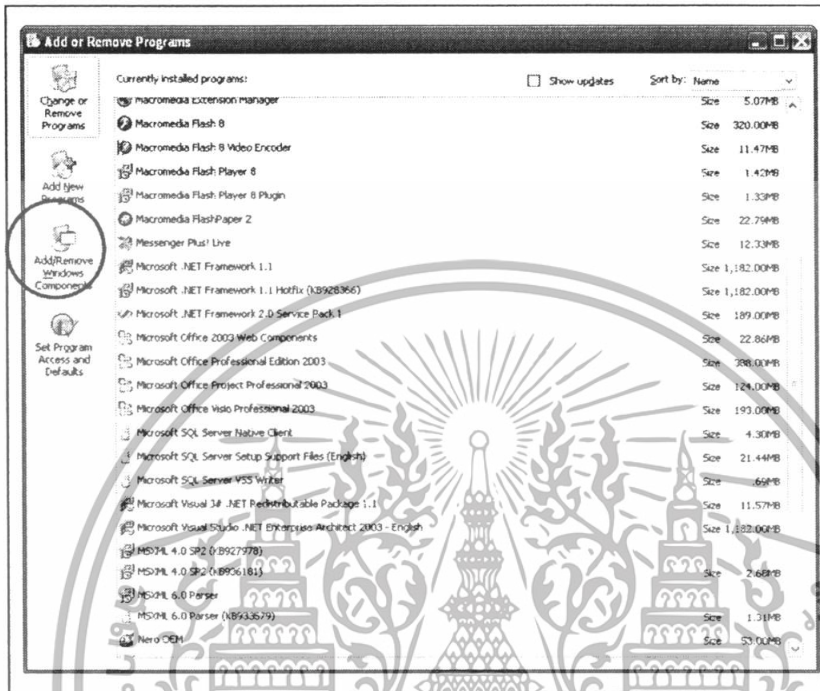 Add or Remove Programs
Change or
Remove
Programs
Add New
Programs
Add/Remove
Windows
Components
Set Program
Access and
Defaults
Currently installed programs:
Show updates
Sort by: Name
Macromedia Extension Manager Size 5.07MB
Macromedia Flash 8 Size 320.00MB
Macromedia Flash 8 Video Encoder Size 11.47MB
Macromedia Flash Player 8 Size 1.42MB
Macromedia Flash Player 8 Plugin Size 1.33MB
Macromedia FlashPaper 2 Size 22.79MB
Messenger Plus! Live Size 12.33MB
Microsoft .NET Framework 1.1 Size 1,182.00MB
Microsoft .NET Framework 1.1 Hotfix (KB928366) Size 1,182.00MB
Microsoft .NET Framework 2.0 Service Pack 1 Size 189.00MB
Microsoft Office 2003 Web Components Size 22.86MB
Microsoft Office Professional Edition 2003 Size 388.00MB
Microsoft Office Project Professional 2003 Size 124.00MB
Microsoft Office Visio Professional 2003 Size 193.00MB
Microsoft SQL Server Native Client Size 4.30MB
Microsoft SQL Server Setup Support Files (English) Size 21.44MB
Microsoft SQL Server VSS Writer Size .69MB
Microsoft Visual J# .NET Redistributable Package 1.1 Size 11.57MB
Microsoft Visual Studio .NET Enterprise Architect 2003 - English Size 1,182.00MB
MSXML 4.0 SP2 (KB927978)
MSXML 4.0 SP2 (KB936181) Size 2.68MB
MSXML 6.0 Parser
MSXML 6.0 Parser (KB933579) Size 1.31MB
Nero OEM Size 53.00MB